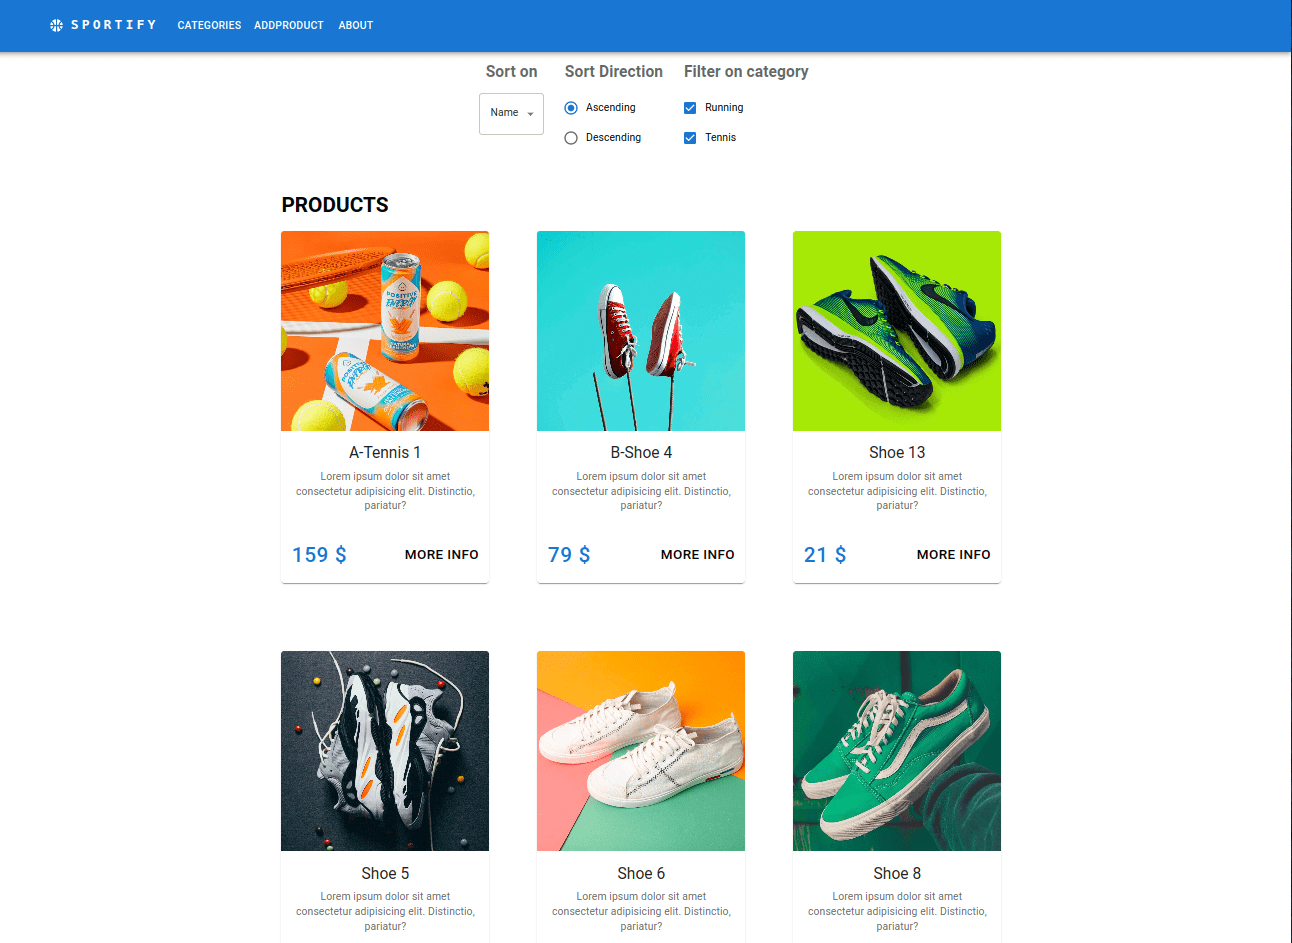 SPORTIFY CATEGORIES ADDPRODUCT ABOUT
Sort on Sort Direction Filter on category
Name Ascending Running
Descending Tennis
PRODUCTS
POSITIVE
POSITIVE
A-Tennis 1 B-Shoe 4 Shoe 13
Lorem ipsum dolor sit amet Lorem ipsum dolor sit amet Lorem ipsum dolor sit amet
consectetur adipisicing elit. Distinctio, consectetur adipisicing elit. Distinctio, consectetur adipisicing elit. Distinctio,
pariatur? pariatur? pariatur?
159 $ MORE INFO 79 $ MORE INFO 21 $ MORE INFO
Shoe 5 Shoe 6 Shoe 8
Lorem ipsum dolor sit amet Lorem ipsum dolor sit amet Lorem ipsum dolor sit amet
consectetur adipisicing elit. Distinctio, consectetur adipisicing elit. Distinctio, consectetur adipisicing elit. Distinctio,
pariatur? pariatur? pariatur?